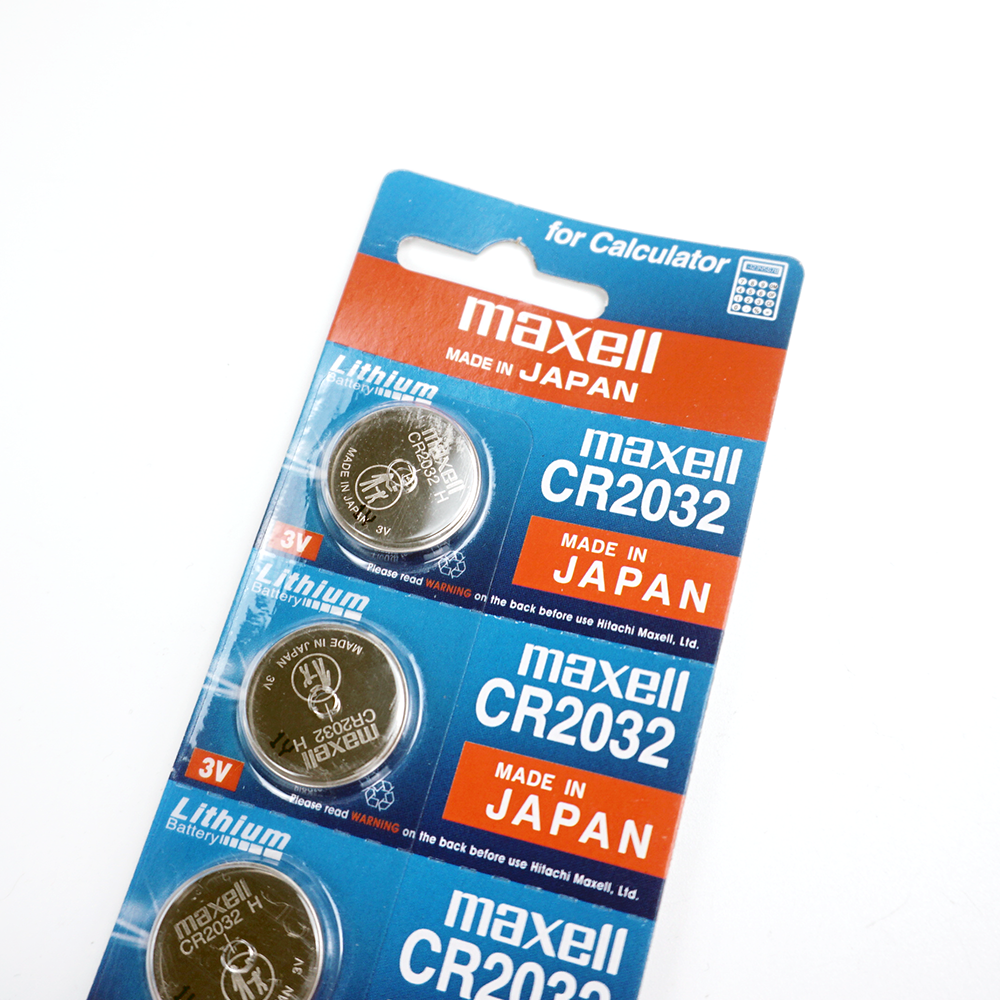 for Calculator
maxell
MADE IN JAPAN
Lithium
Battery
maxell
CR2032 H
MADE IN JAPAN 3V
maxell
CR2032
MADE IN
JAPAN
3V
Please read WARNING on the back before use Hitachi Maxell, Ltd.
Lithium
Battery
MADE IN JAPAN 3V
CR2032 H
maxell
maxell
CR2032
MADE IN
JAPAN
3V
Please read WARNING on the back before use Hitachi Maxell, Ltd.
Lithium
Battery
maxell
CR2032 H
3V
maxell
CR2032